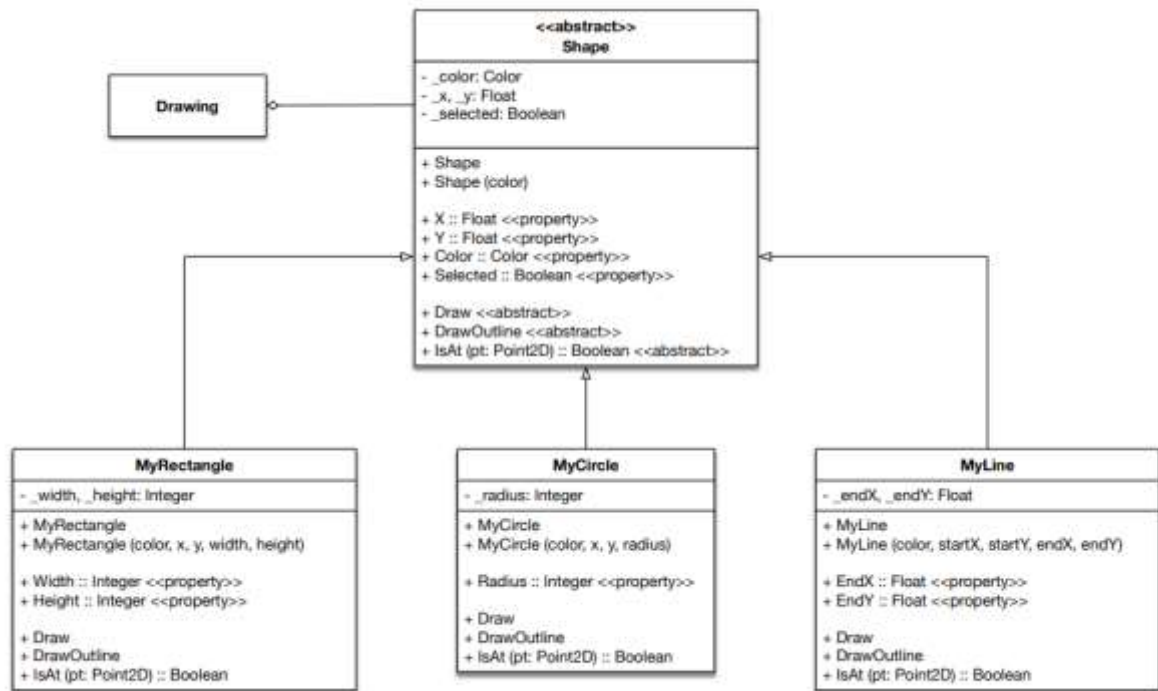 <<abstract>>
Shape
- _color: Color
- _x, _y: Float
- _selected: Boolean
+ Shape
+ Shape (color)
+ X :: Float <<property>>
+ Y :: Float <<property>>
+ Color :: Color <<property>>
+ Selected :: Boolean <<property>>
+ Draw <<abstract>>
+ DrawOutline <<abstract>>
+ IsAt (pt: Point2D) :: Boolean <<abstract>>
Drawing
MyRectangle
- _width, _height: Integer
+ MyRectangle
+ MyRectangle (color, x, y, width, height)
+ Width :: Integer <<property>>
+ Height :: Integer <<property>>
+ Draw
+ DrawOutline
+ IsAt (pt: Point2D) :: Boolean
MyCircle
- _radius: Integer
+ MyCircle
+ MyCircle (color, x, y, radius)
+ Radius :: Integer <<property>>
+ Draw
+ DrawOutline
+ IsAt (pt: Point2D) :: Boolean
MyLine
- _endX, _endY: Float
+ MyLine
+ MyLine (color, startX, startY, endX, endY)
+ EndX :: Float <<property>>
+ EndY :: Float <<property>>
+ Draw
+ DrawOutline
+ IsAt (pt: Point2D) :: Boolean